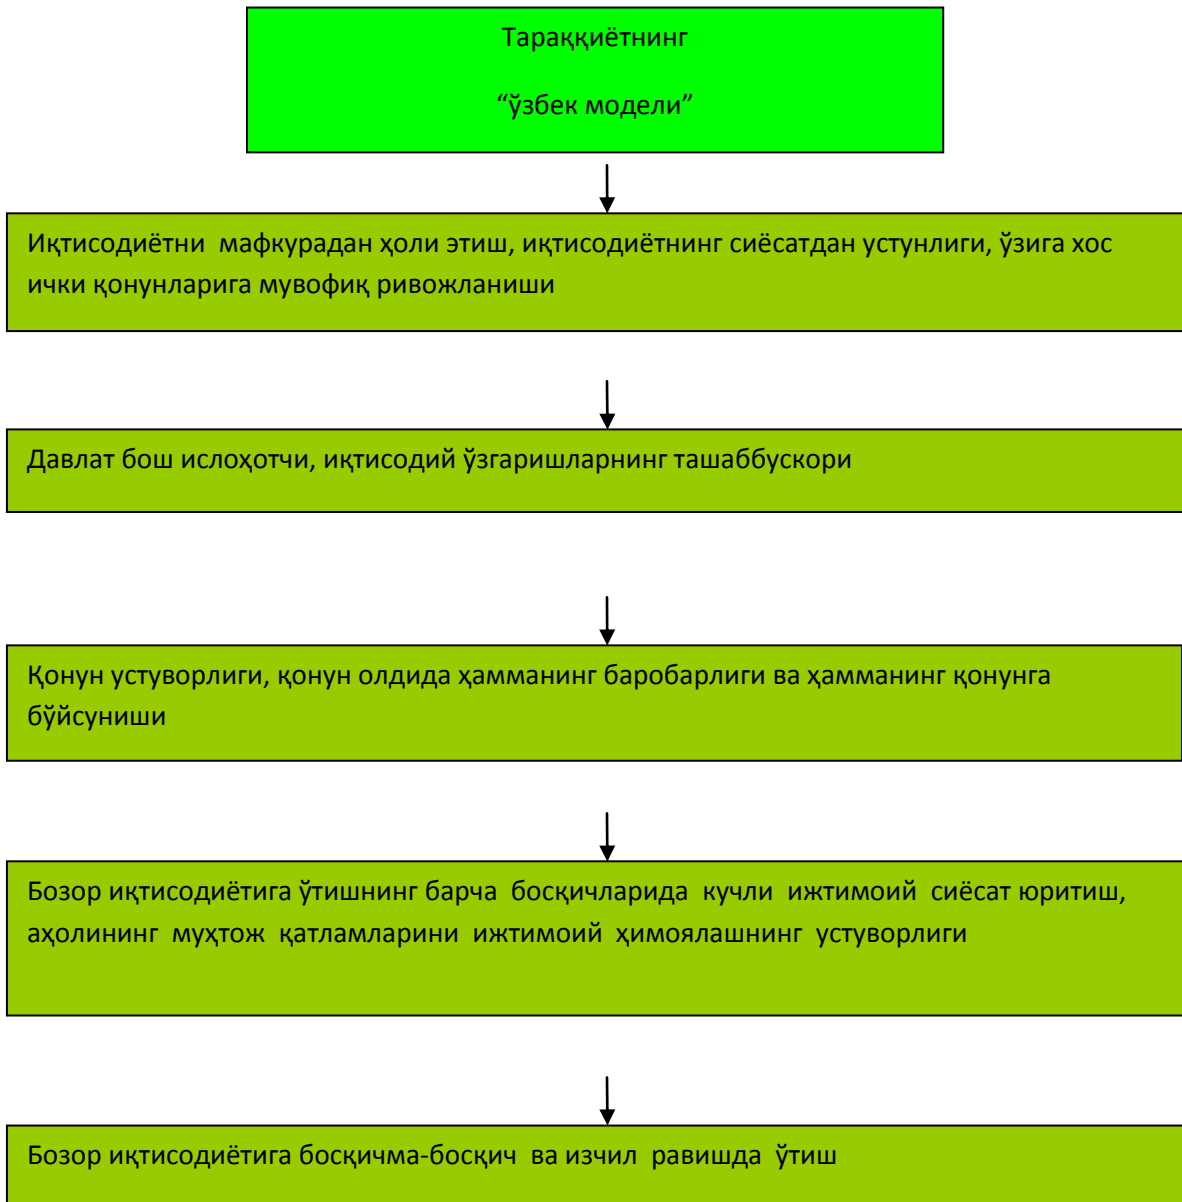 Тараққиётнинг
“ўзбек модели”
Иқтисодиётни мафкурадан ҳоли этиш, иқтисодиётнинг сиёсатдан устунлиги, ўзига хос
ички қонунларига мувофиқ ривожланиши
Давлат бош ислоҳотчи, иқтисодий ўзгаришларнинг ташаббускори
Қонун устуворлиги, қонун олдида ҳамманинг баробарлиги ва ҳамманинг қонунга
бўйсуниши
Бозор иқтисодиётига ўтишнинг барча босқичларида кучли ижтимоий сиёсат юритиш,
аҳолининг муҳтож қатламларини ижтимоий ҳимоялашнинг устуворлиги
Бозор иқтисодиётига босқичма-босқич ва изчил равишда ўтиш